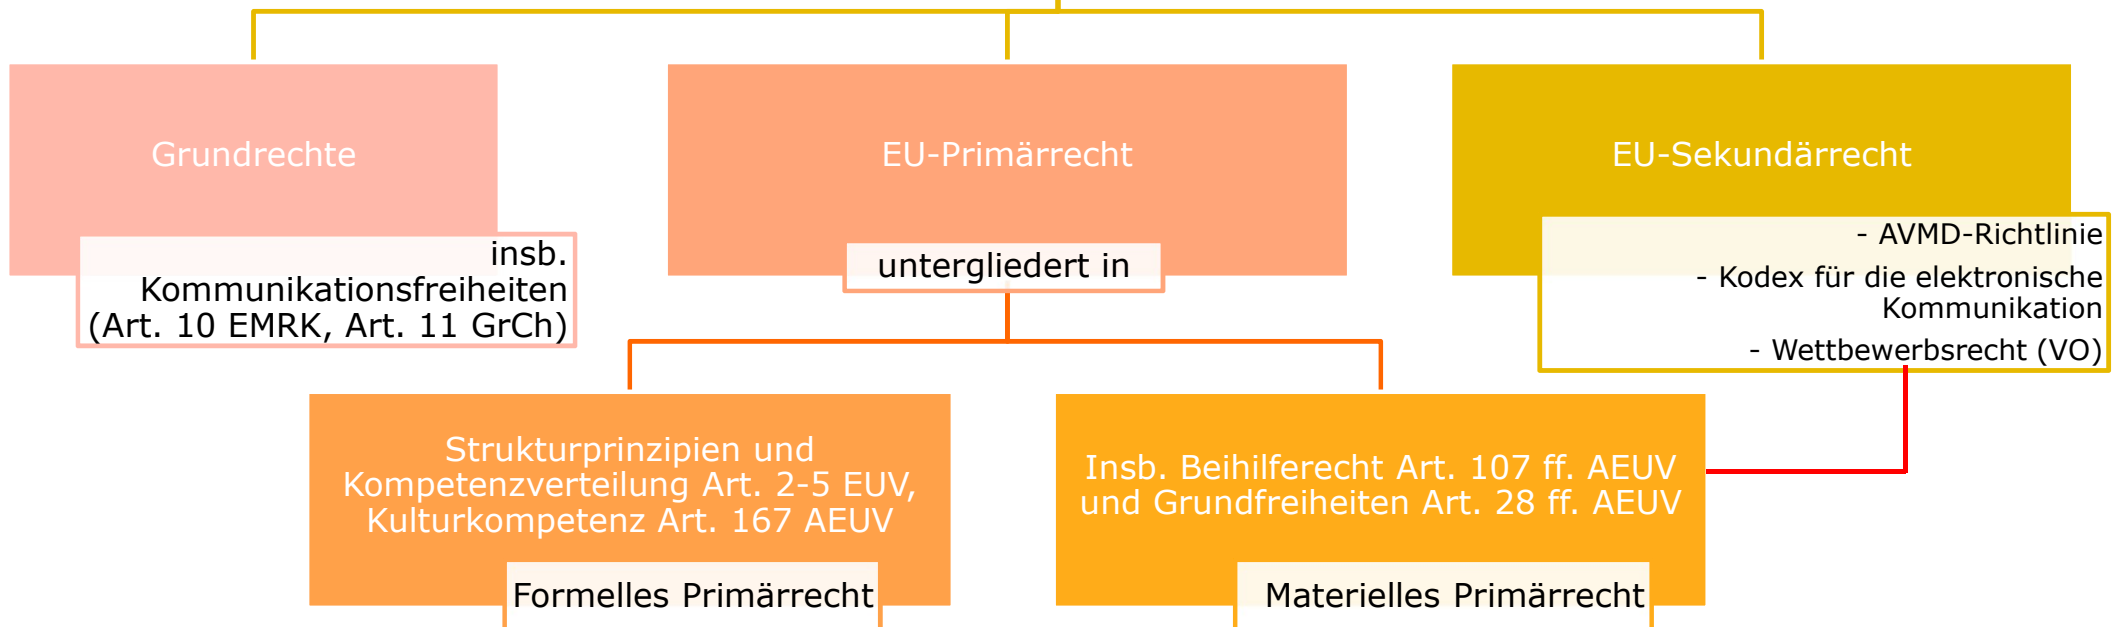 Grundrechte
insb.
Kommunikationsfreiheiten
(Art. 10 EMRK, Art. 11 GrCh)
EU-Primärrecht
untergliedert in
EU-Sekundärrecht
- AVMD-Richtlinie
- Kodex für die elektronische
Kommunikation
- Wettbewerbsrecht (VO)
Strukturprinzipien und
Kompetenzverteilung Art. 2-5 EUV,
Kulturkompetenz Art. 167 AEUV
Formelles Primärrecht
Insb. Beihilferecht Art. 107 ff. AEUV
und Grundfreiheiten Art. 28 ff. AEUV
Materielles Primärrecht